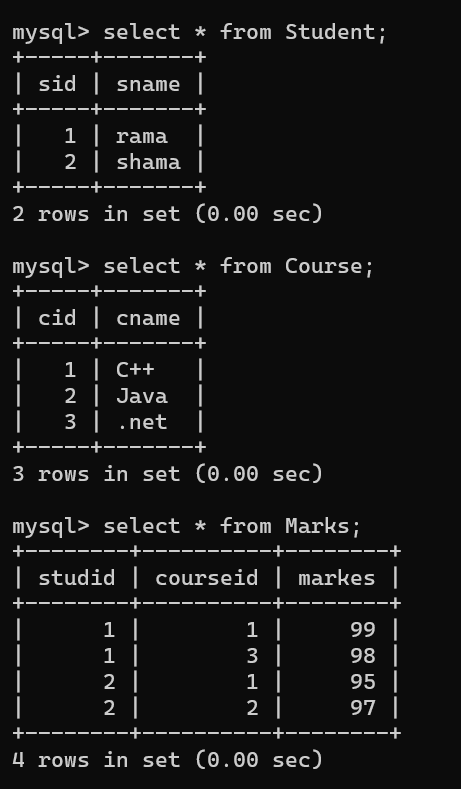 mysql> select * from Student;
+-----+-------+
| sid | sname |
+-----+-------+
|   1 | rama  |
|   2 | shama |
+-----+-------+
2 rows in set (0.00 sec)

mysql> select * from Course;
+-----+-------+
| cid | cname |
+-----+-------+
|   1 | C++   |
|   2 | Java  |
|   3 | .net  |
+-----+-------+
3 rows in set (0.00 sec)

mysql> select * from Marks;
+--------+----------+--------+
| studid | courseid | markes |
+--------+----------+--------+
|      1 |        1 |     99 |
|      1 |        3 |     98 |
|      2 |        1 |     95 |
|      2 |        2 |     97 |
+--------+----------+--------+
4 rows in set (0.00 sec)